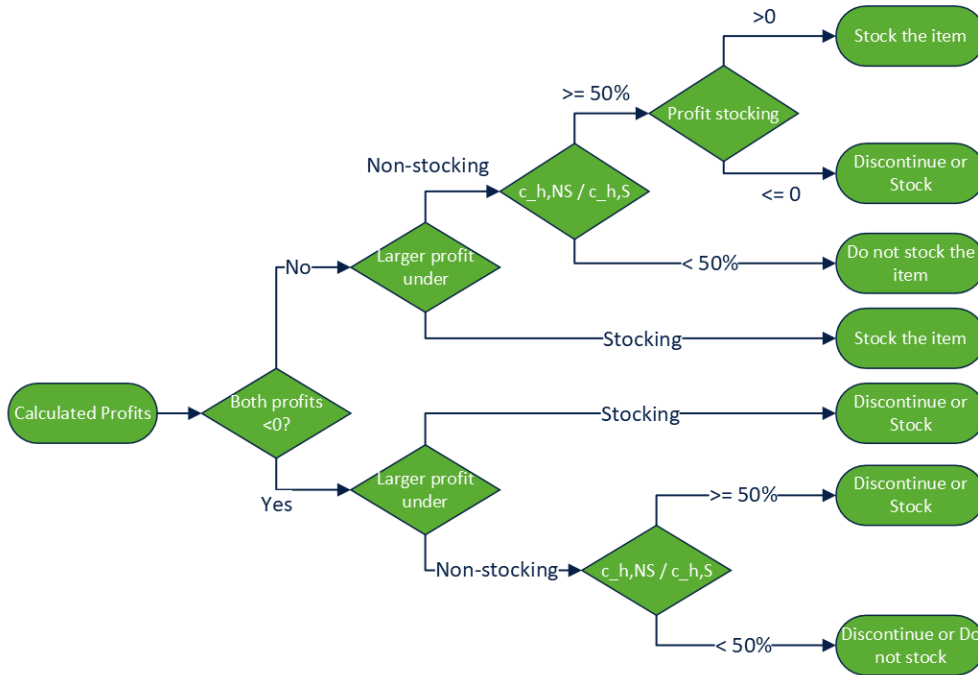 >0
Stock the item
>= 50%
Profit stocking
Non-stocking
Discontinue or
Stock
c_h,NS / c_h,S
<= 0
Larger profit
under
No
< 50%
Do not stock the
item
Stocking
Stock the item
Calculated Profits
Both profits
<0?
Stocking
Discontinue or
Stock
Larger profit
under
Yes
>= 50%
Discontinue or
Stock
Non-stocking
c_h,NS / c_h,S
< 50%
Discontinue or Do
not stock